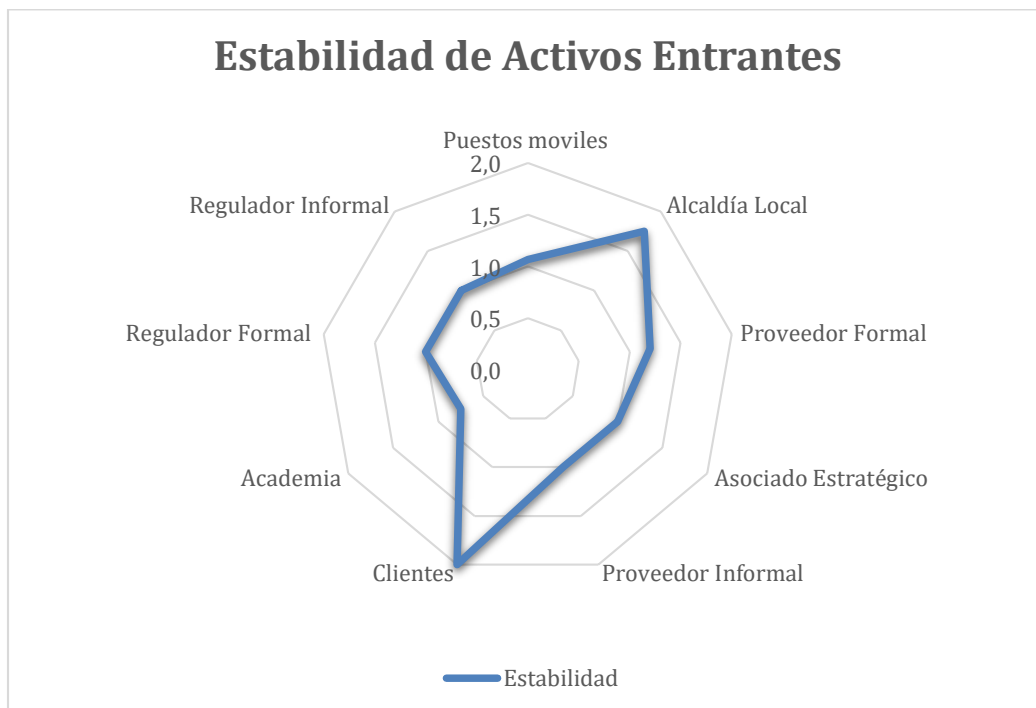 Estabilidad de Activos Entrantes
Puestos moviles
2,0
Regulador Informal
Alcaldía Local
1,5
1,0
Regulador Formal
Proveedor Formal
0,5
0,0
Academia
Asociado Estratégico
Clientes
Proveedor Informal
Estabilidad